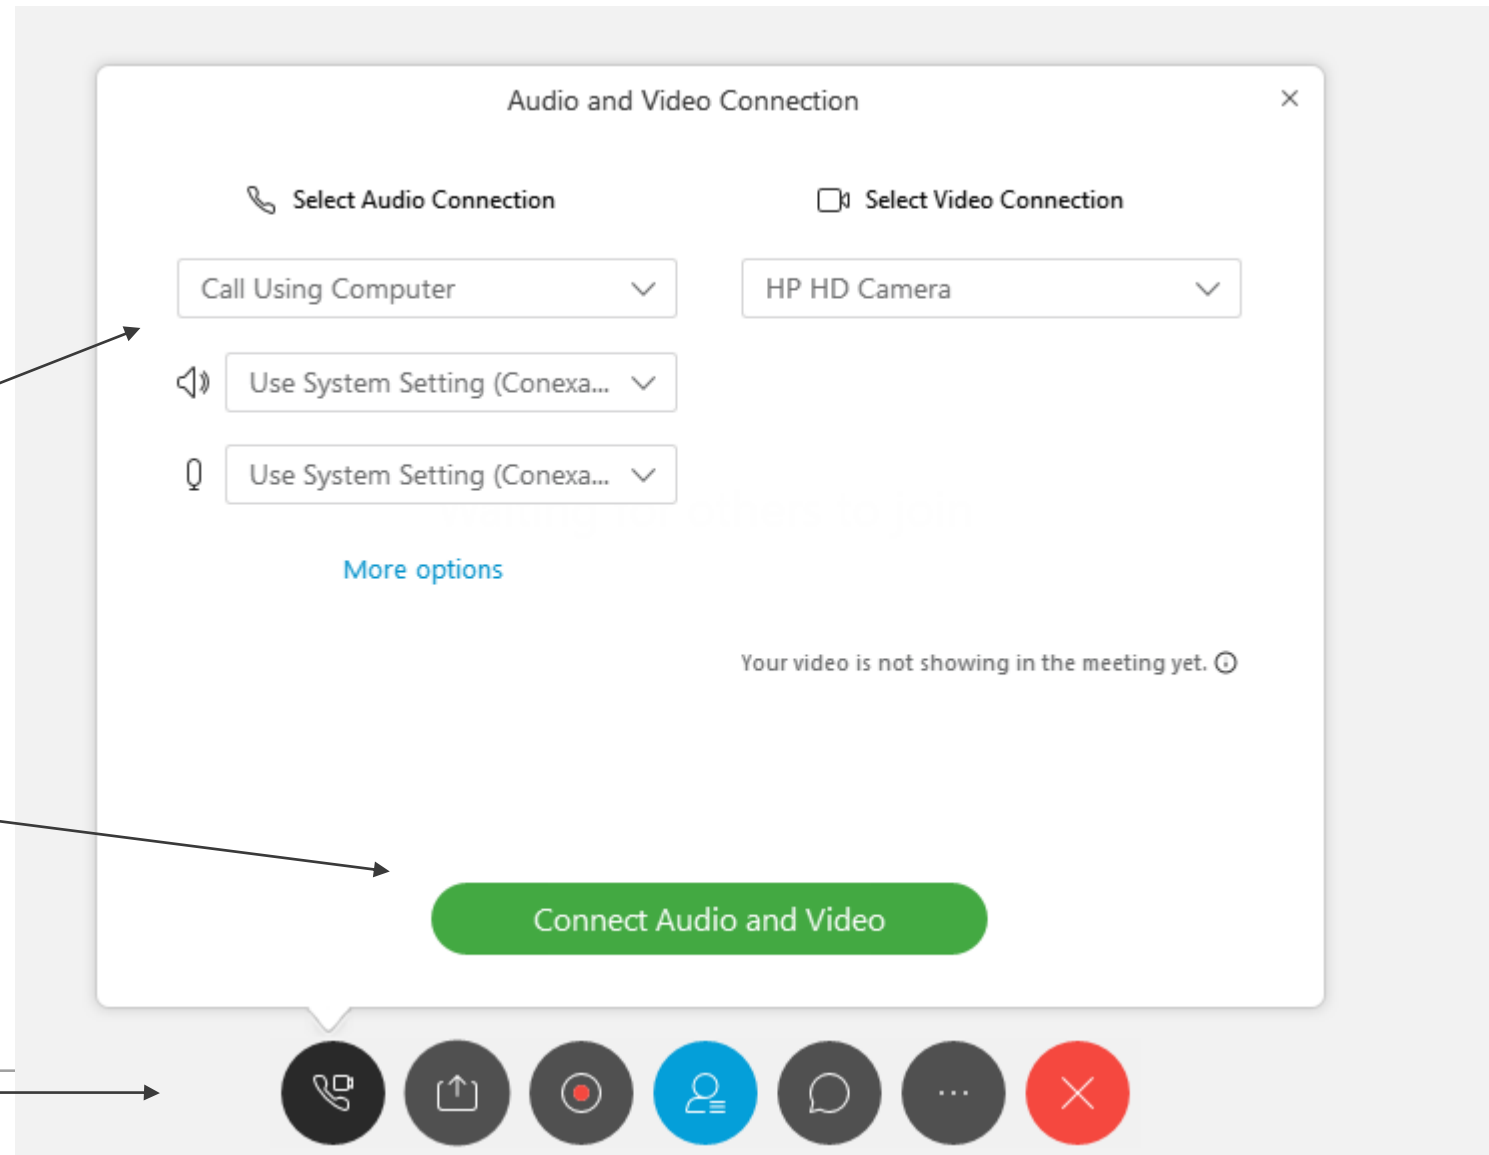 Audio and Video Connection
Select Audio Connection
Select Video Connection
Call Using Computer
HP HD Camera
Use System Setting (Conexa...
Use System Setting (Conexa...
More options
Your video is not showing in the meeting yet.
Connect Audio and Video